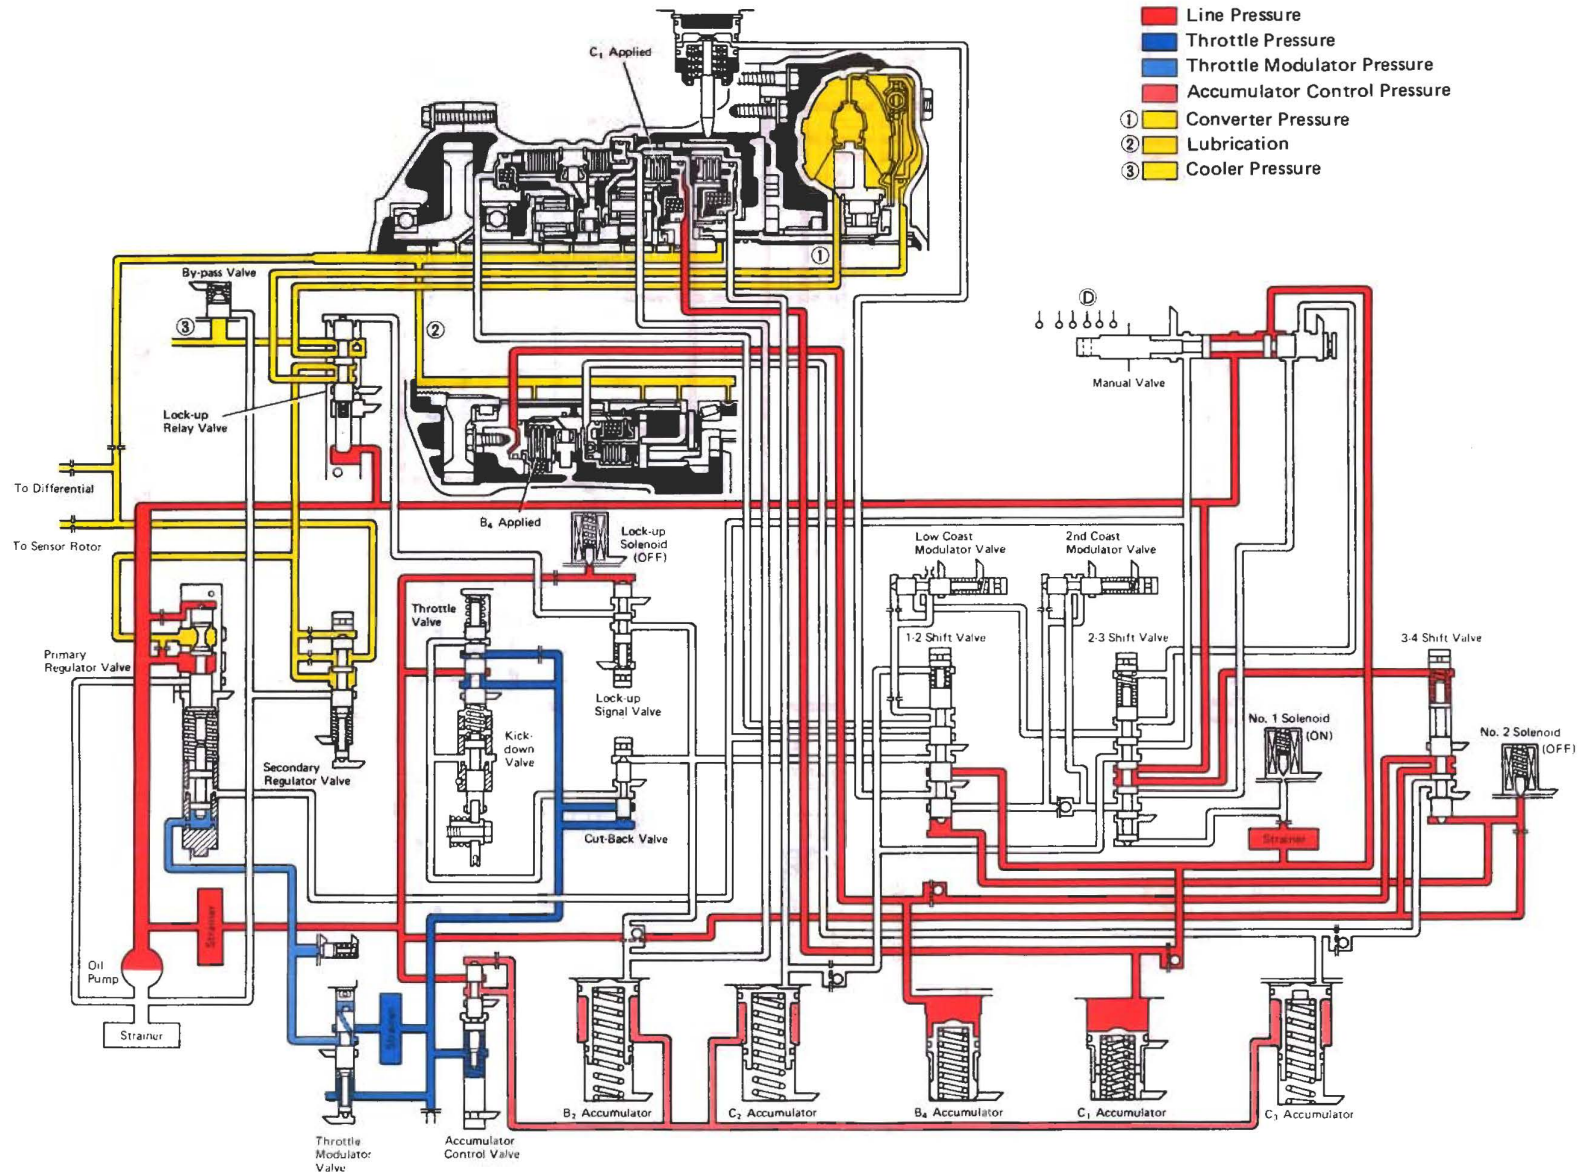 Line Pressure
Throttle Pressure
Throttle Modulator Pressure
Accumulator Control Pressure
① Converter Pressure
② Lubrication
③ Cooler Pressure
C₁ Applied
①
By-pass Valve
③
②
D
Manual Valve
Lock-up
Relay Valve
To Differential
B₄ Applied
To Sensor Rotor
Lock-up
Solenoid
(OFF)
Low Coast
Modulator Valve
2nd Coast
Modulator Valve
Throttle
Valve
1-2 Shift Valve
2-3 Shift Valve
3-4 Shift Valve
Primary
Regulator Valve
Lock-up
Signal Valve
No. 1 Solenoid
(ON)
No. 2 Solenoid
(OFF)
Kick-
down
Valve
Secondary
Regulator Valve
Cut-Back Valve
Strainer
Strainer
Oil
Pump
Strainer
Strainer
B₂ Accumulator
C₂ Accumulator
B₄ Accumulator
C₁ Accumulator
C₃ Accumulator
Throttle
Modulator
Valve
Accumulator
Control Valve